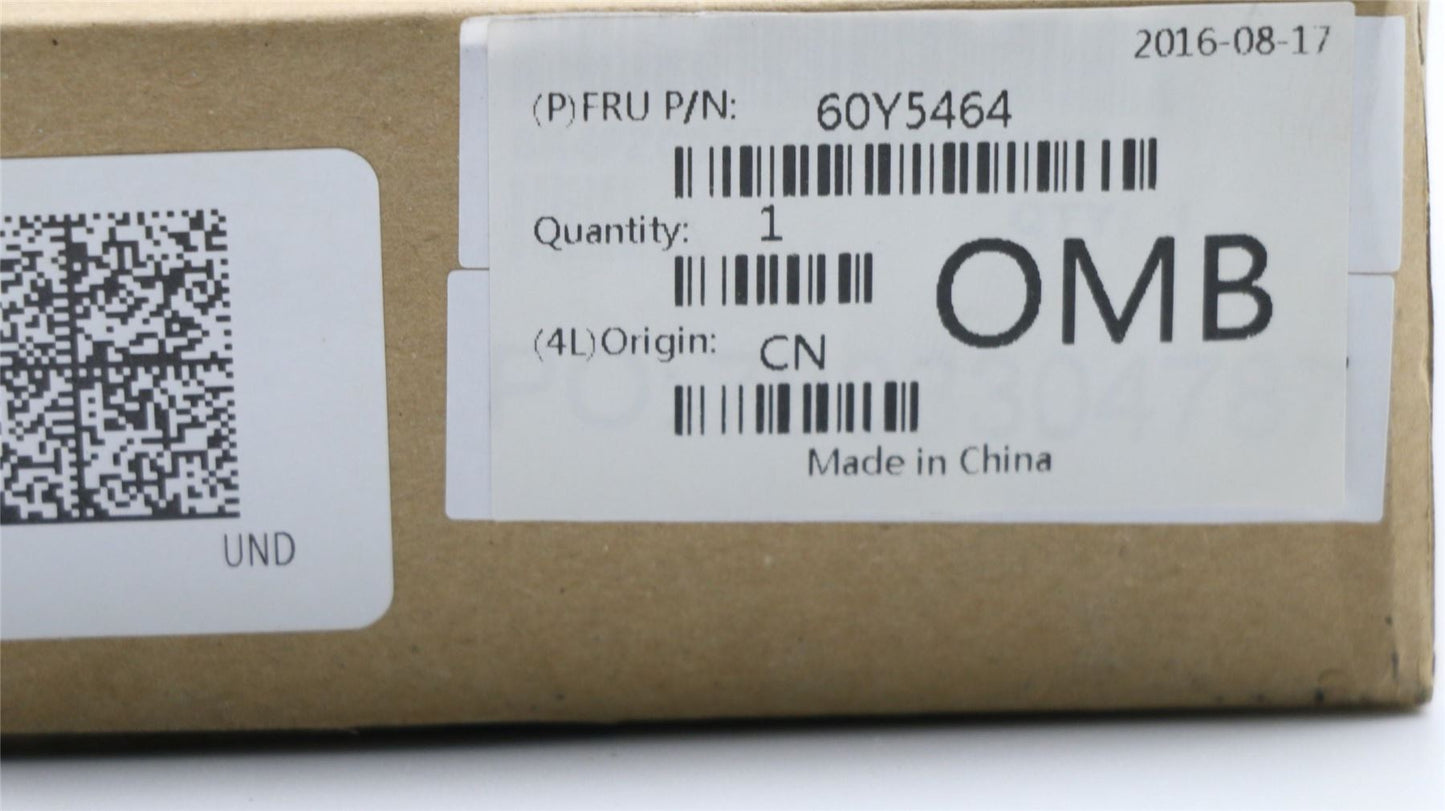 2016-08-17
(P)FRU P/N: 60Y5464
Quantity: 1
OMB
(4L)Origin: CN
Made in China
UND